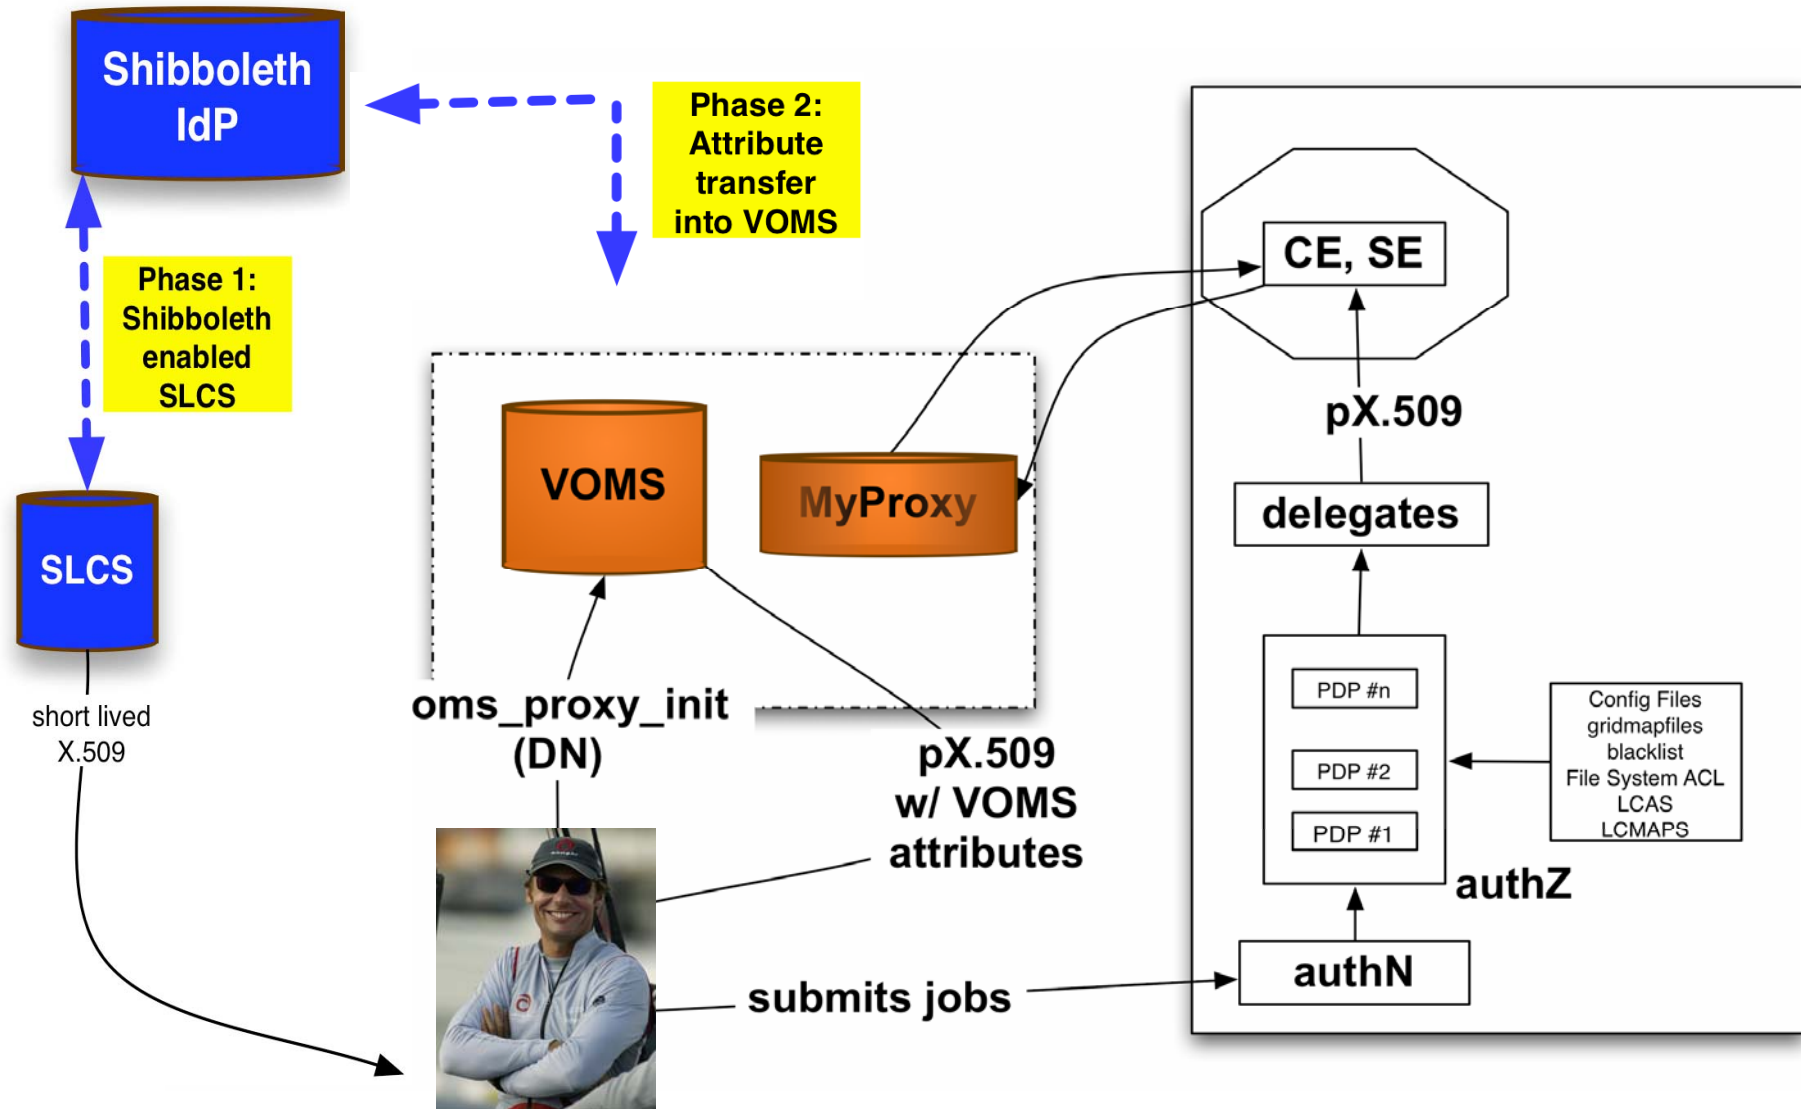 Shibboleth
IdP
Phase 2:
Attribute
transfer
into VOMS
Phase 1:
Shibboleth
enabled
SLCS
CE, SE
pX.509
VOMS
MyProxy
delegates
SLCS
short lived
X.509
oms_proxy_init
(DN)
pX.509
w/ VOMS
attributes
PDP #n
PDP #2
PDP #1
Config Files
gridmapfiles
blacklist
File System ACL
LCAS
LCMAPS
authZ
authN
submits jobs